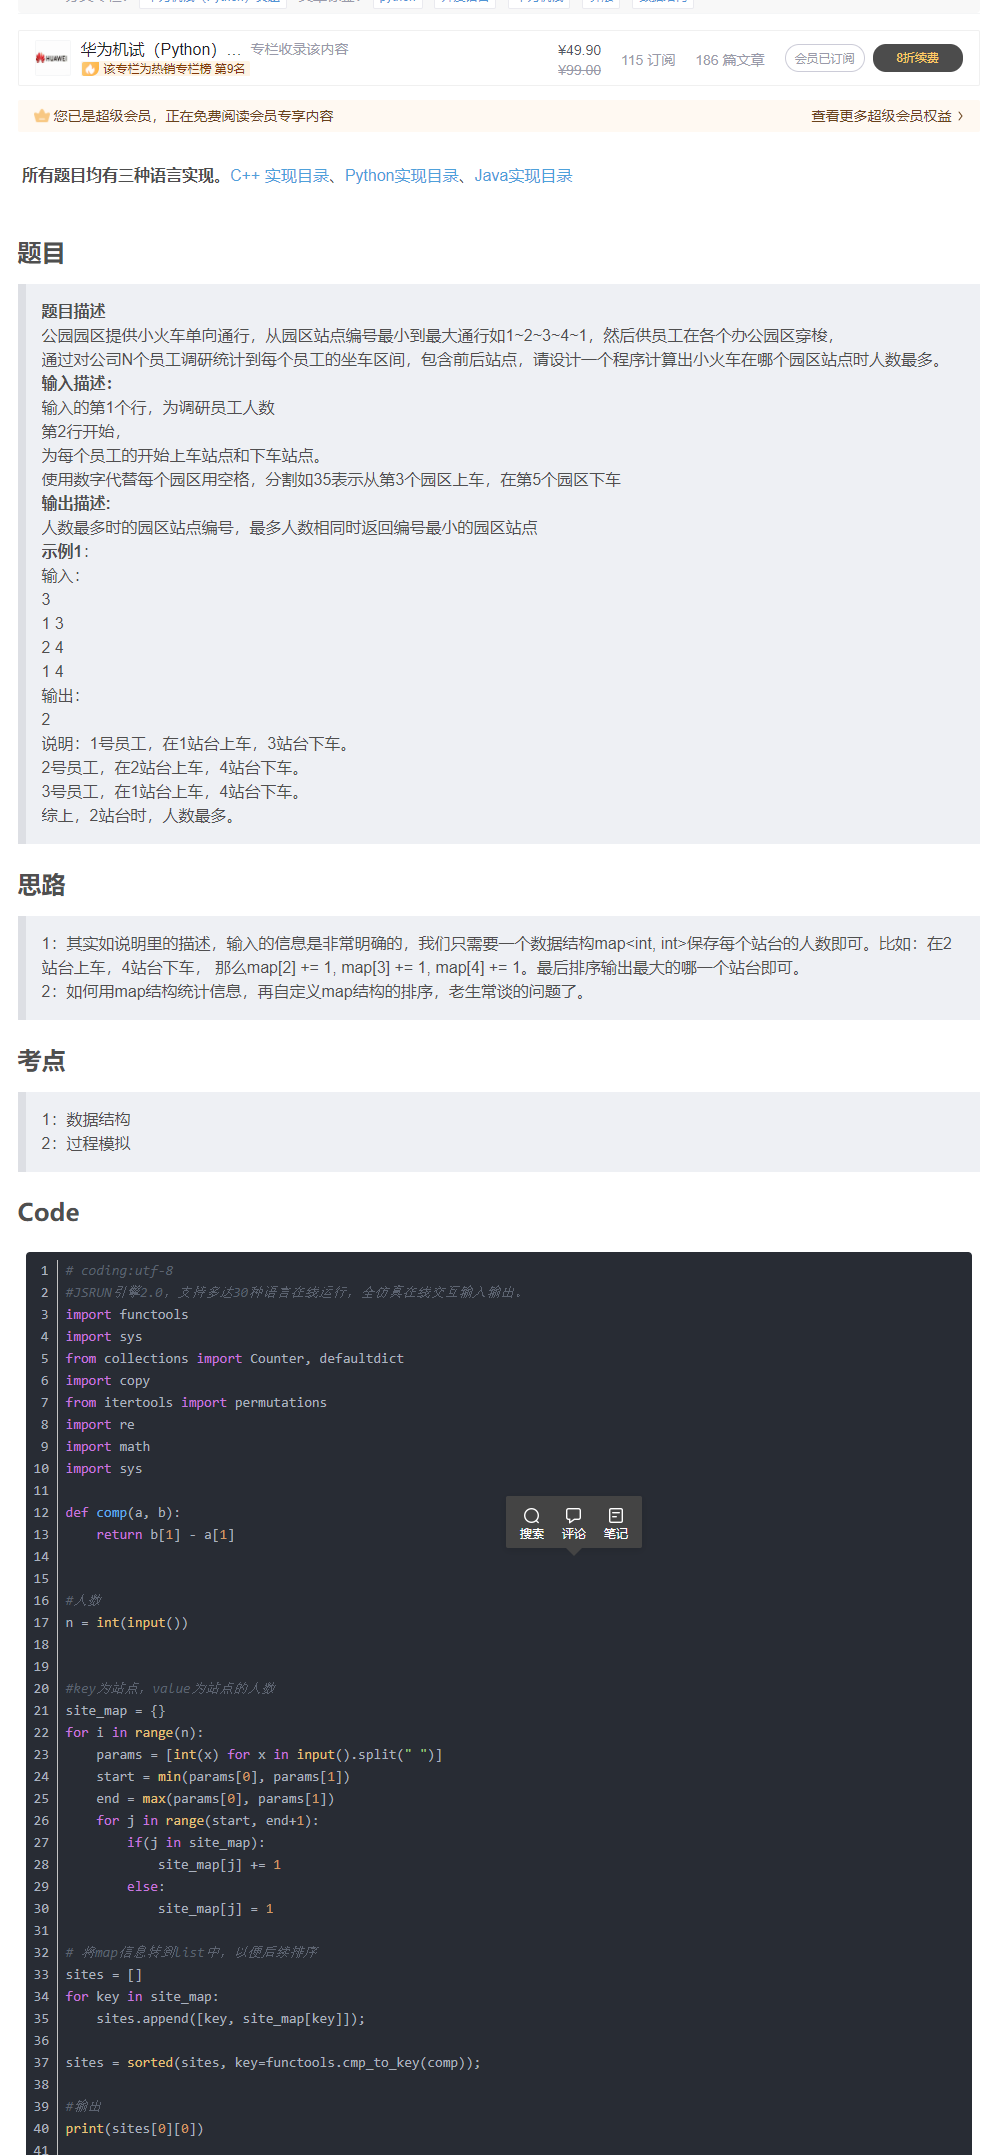 华为机试（Python）... 专栏收录该内容
该专栏为热销专栏榜 第9名
¥49.90
¥99.00
115 订阅
186 篇文章
会员已订阅
8折续费
您已是超级会员，正在免费阅读会员专享内容
查看更多超级会员权益 >
所有题目均有三种语言实现。C++ 实现目录、Python实现目录、Java实现目录
题目
题目描述
公园园区提供小火车单向通行，从园区站点编号最小到最大通行如1~2~3~4~1，然后供员工在各个办公园区穿梭，
通过对公司N个员工调研统计到每个员工的坐车区间，包含前后站点，请设计一个程序计算出小火车在哪个园区站点时人数最多。
输入描述：
输入的第1个行，为调研员工人数
第2行开始，
为每个员工的开始上车站点和下车站点。
使用数字代替每个园区用空格，分割如35表示从第3个园区上车，在第5个园区下车
输出描述:
人数最多时的园区站点编号，最多人数相同时返回编号最小的园区站点
示例1：
输入：
3
1 3
2 4
1 4
输出：
2
说明：1号员工，在1站台上车，3站台下车。
2号员工，在2站台上车，4站台下车。
3号员工，在1站台上车，4站台下车。
综上，2站台时，人数最多。
思路
1：其实如说明里的描述，输入的信息是非常明确的，我们只需要一个数据结构map<int, int>保存每个站台的人数即可。比如：在2
站台上车，4站台下车， 那么map[2] += 1, map[3] += 1, map[4] += 1。最后排序输出最大的哪一个站台即可。
2：如何用map结构统计信息，再自定义map结构的排序，老生常谈的问题了。
考点
1：数据结构
2：过程模拟
Code
1 # coding:utf-8
2 #JSRUN引擎2.0，支持多达30种语言在线运行，全仿真在线交互输入输出。
3 import functools
4 import sys
5 from collections import Counter, defaultdict
6 import copy
7 from itertools import permutations
8 import re
9 import math
10 import sys
11
12 def comp(a, b):
13     return b[1] - a[1]
搜索 评论 笔记
14
15
16 #人数
17 n = int(input())
18
19
20 #key为站点，value为站点的人数
21 site_map = {}
22 for i in range(n):
23     params = [int(x) for x in input().split(" ")]
24     start = min(params[0], params[1])
25     end = max(params[0], params[1])
26     for j in range(start, end+1):
27         if(j in site_map):
28             site_map[j] += 1
29         else:
30             site_map[j] = 1
31
32 # 将map信息转到list中，以便后续排序
33 sites = []
34 for key in site_map:
35     sites.append([key, site_map[key]]);
36
37 sites = sorted(sites, key=functools.cmp_to_key(comp));
38
39 #输出
40 print(sites[0][0])
41